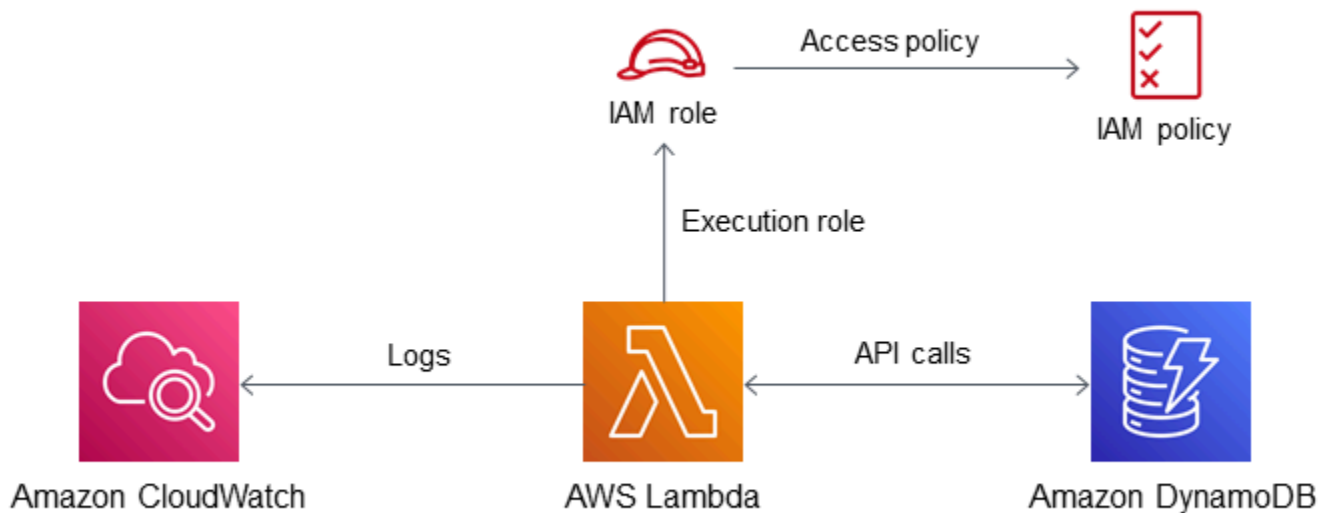 Access policy
IAM role
IAM policy
Execution role
Logs
API calls
Amazon CloudWatch
AWS Lambda
Amazon DynamoDB